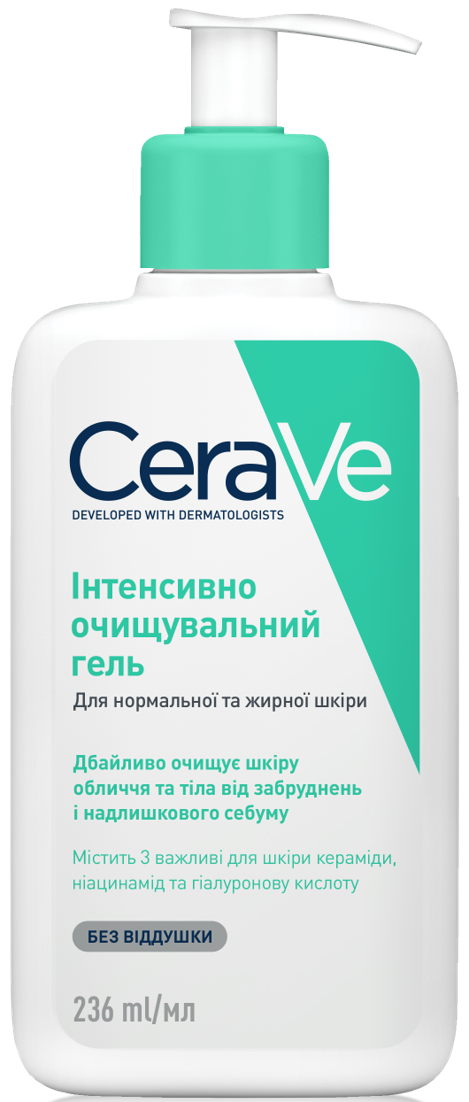 CeraVe
DEVELOPED WITH DERMATOLOGISTS
Інтенсивно
очищувальний
гель
Для нормальної та жирної шкіри
Дбайливо очищує шкіру
обличчя та тіла від забруднень
і надлишкового себуму
Містить 3 важливі для шкіри кераміди,
ніацинамід та гіалуронову кислоту
БЕЗ ВІДДУШКИ
236 ml/мл